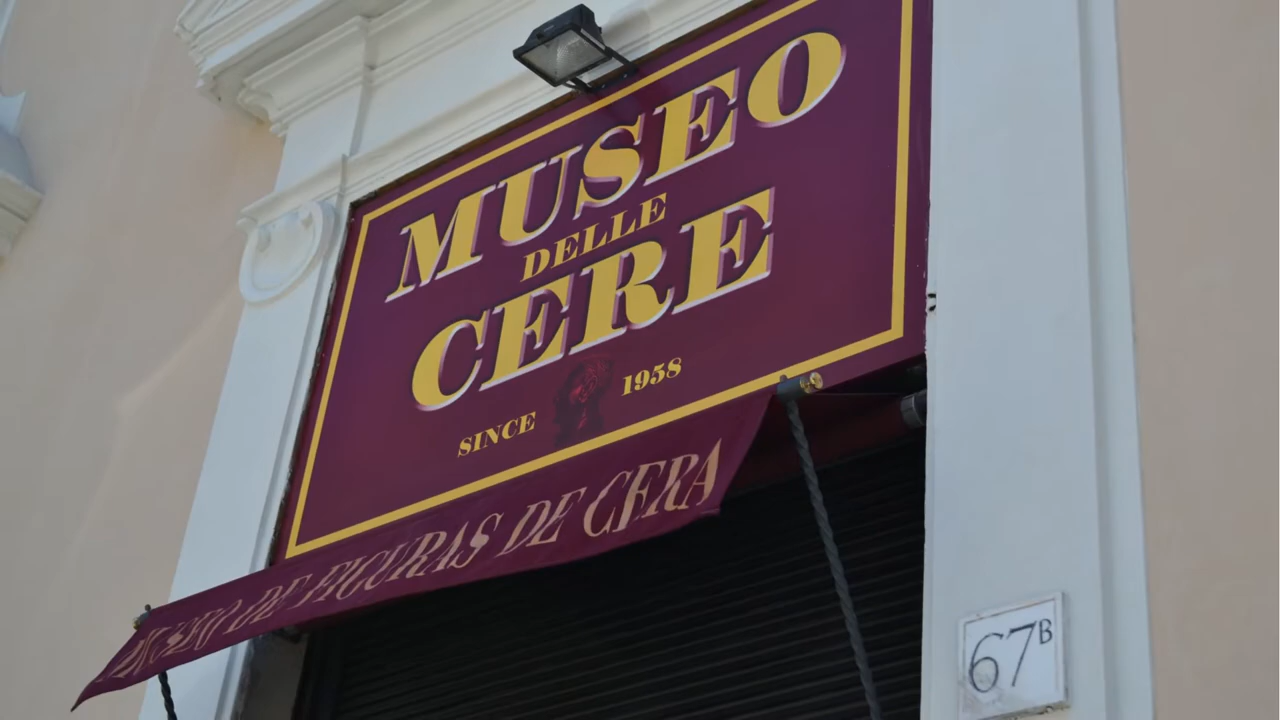 MUSEO
DELLE
CERE
SINCE 1958
MUSEO DE FIGURAS DE CERA
67B